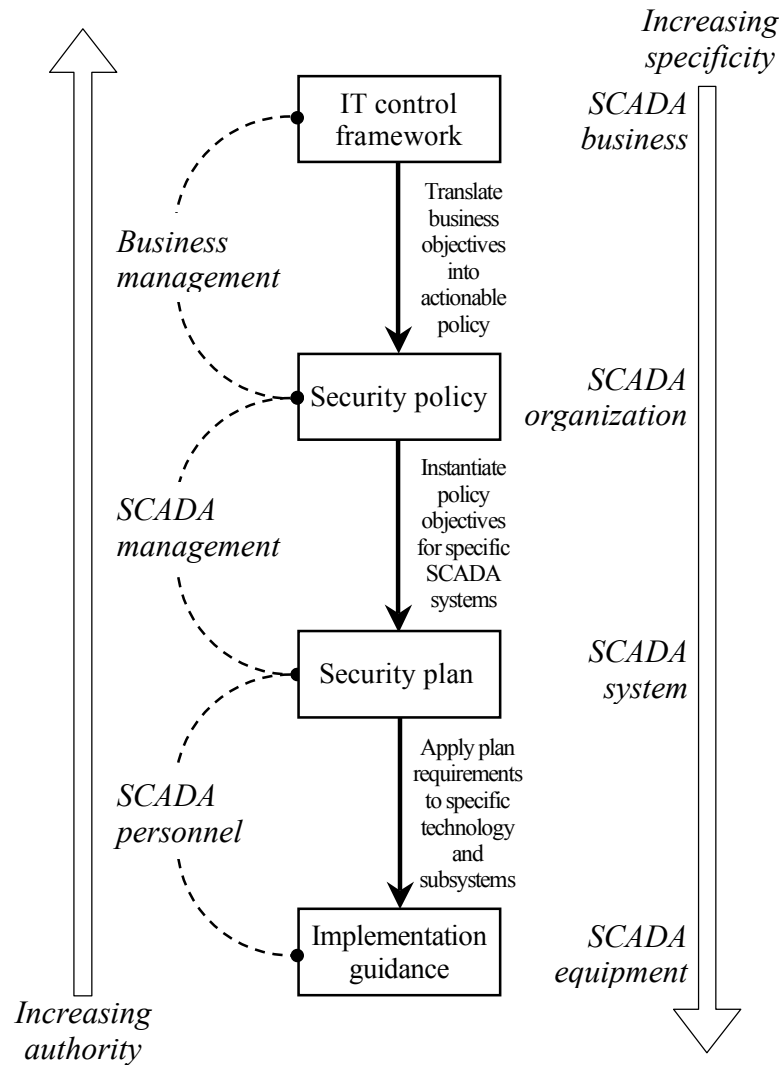 Increasing
specificity
IT control
framework
SCADA
business
Translate
business
objectives
into
actionable
policy
Business
management
Security policy
SCADA
organization
Instantiate
policy
objectives
for specific
SCADA
systems
SCADA
management
Security plan
SCADA
system
Apply plan
requirements
to specific
technology
and
subsystems
SCADA
personnel
Implementation
guidance
SCADA
equipment
Increasing
authority